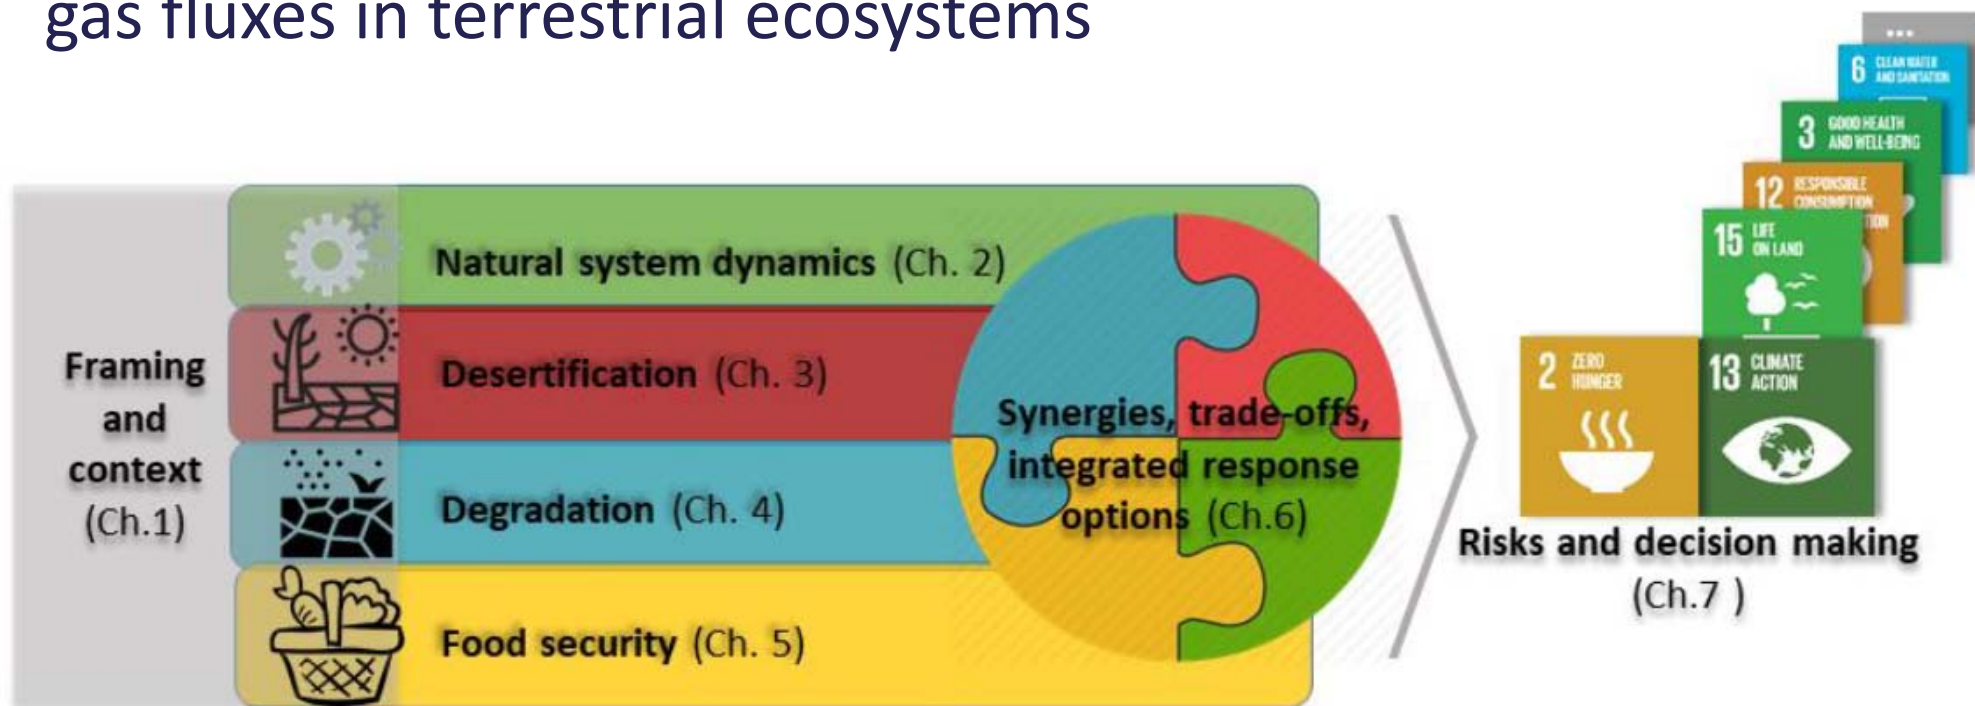 gas fluxes in terrestrial ecosystems
Framing
and
context
(Ch.1)
Natural system dynamics (Ch. 2)
Desertification (Ch. 3)
Degradation (Ch. 4)
Food security (Ch. 5)
Synergies, trade-offs,
integrated response
options (Ch.6)
...
6 CLEAN WATER
AND SANITATION
3 GOOD HEALTH
AND WELL-BEING
12 RESPONSIBLE
CONSUMPTION
15 LIFE
ON LAND
2 ZERO
HUNGER
13 CLIMATE
ACTION
Risks and decision making
(Ch.7 )